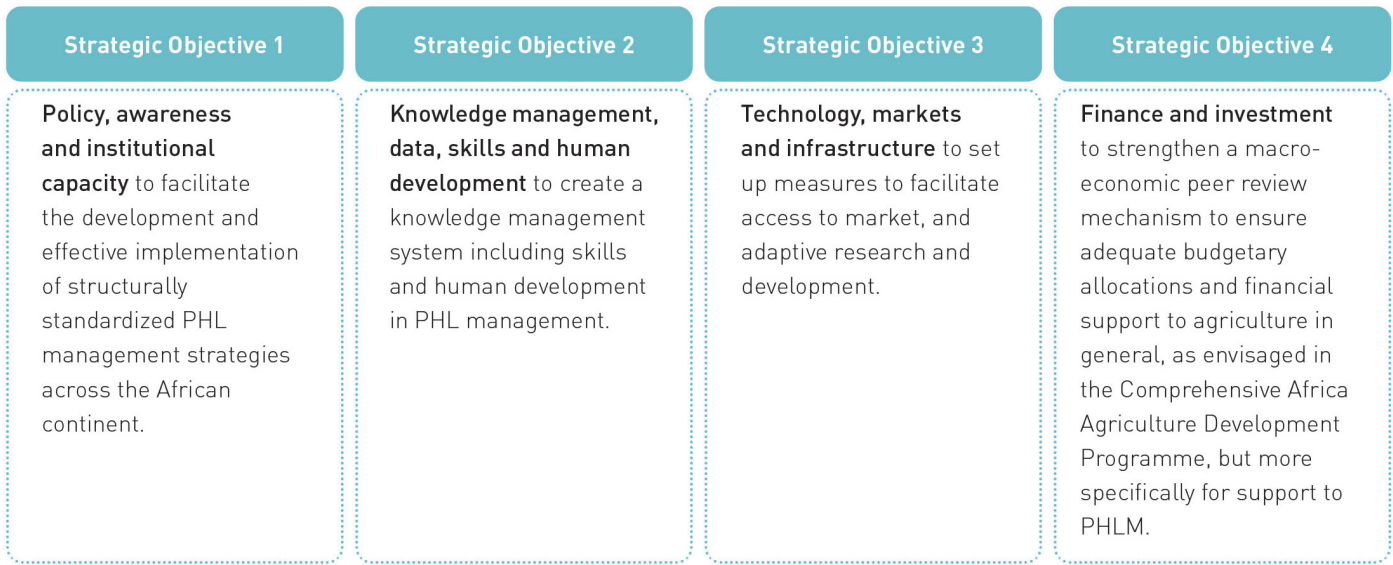 Strategic Objective 1
Policy, awareness
and institutional
capacity to facilitate
the development and
effective implementation
of structurally
standardized PHL
management strategies
across the African
continent.
Strategic Objective 2
Knowledge management,
data, skills and human
development to create a
knowledge management
system including skills
and human development
in PHL management.
Strategic Objective 3
Technology, markets
and infrastructure to set
up measures to facilitate
access to market, and
adaptive research and
development.
Strategic Objective 4
Finance and investment
to strengthen a macro-
economic peer review
mechanism to ensure
adequate budgetary
allocations and financial
support to agriculture in
general, as envisaged in
the Comprehensive Africa
Agriculture Development
Programme, but more
specifically for support to
PHLM.